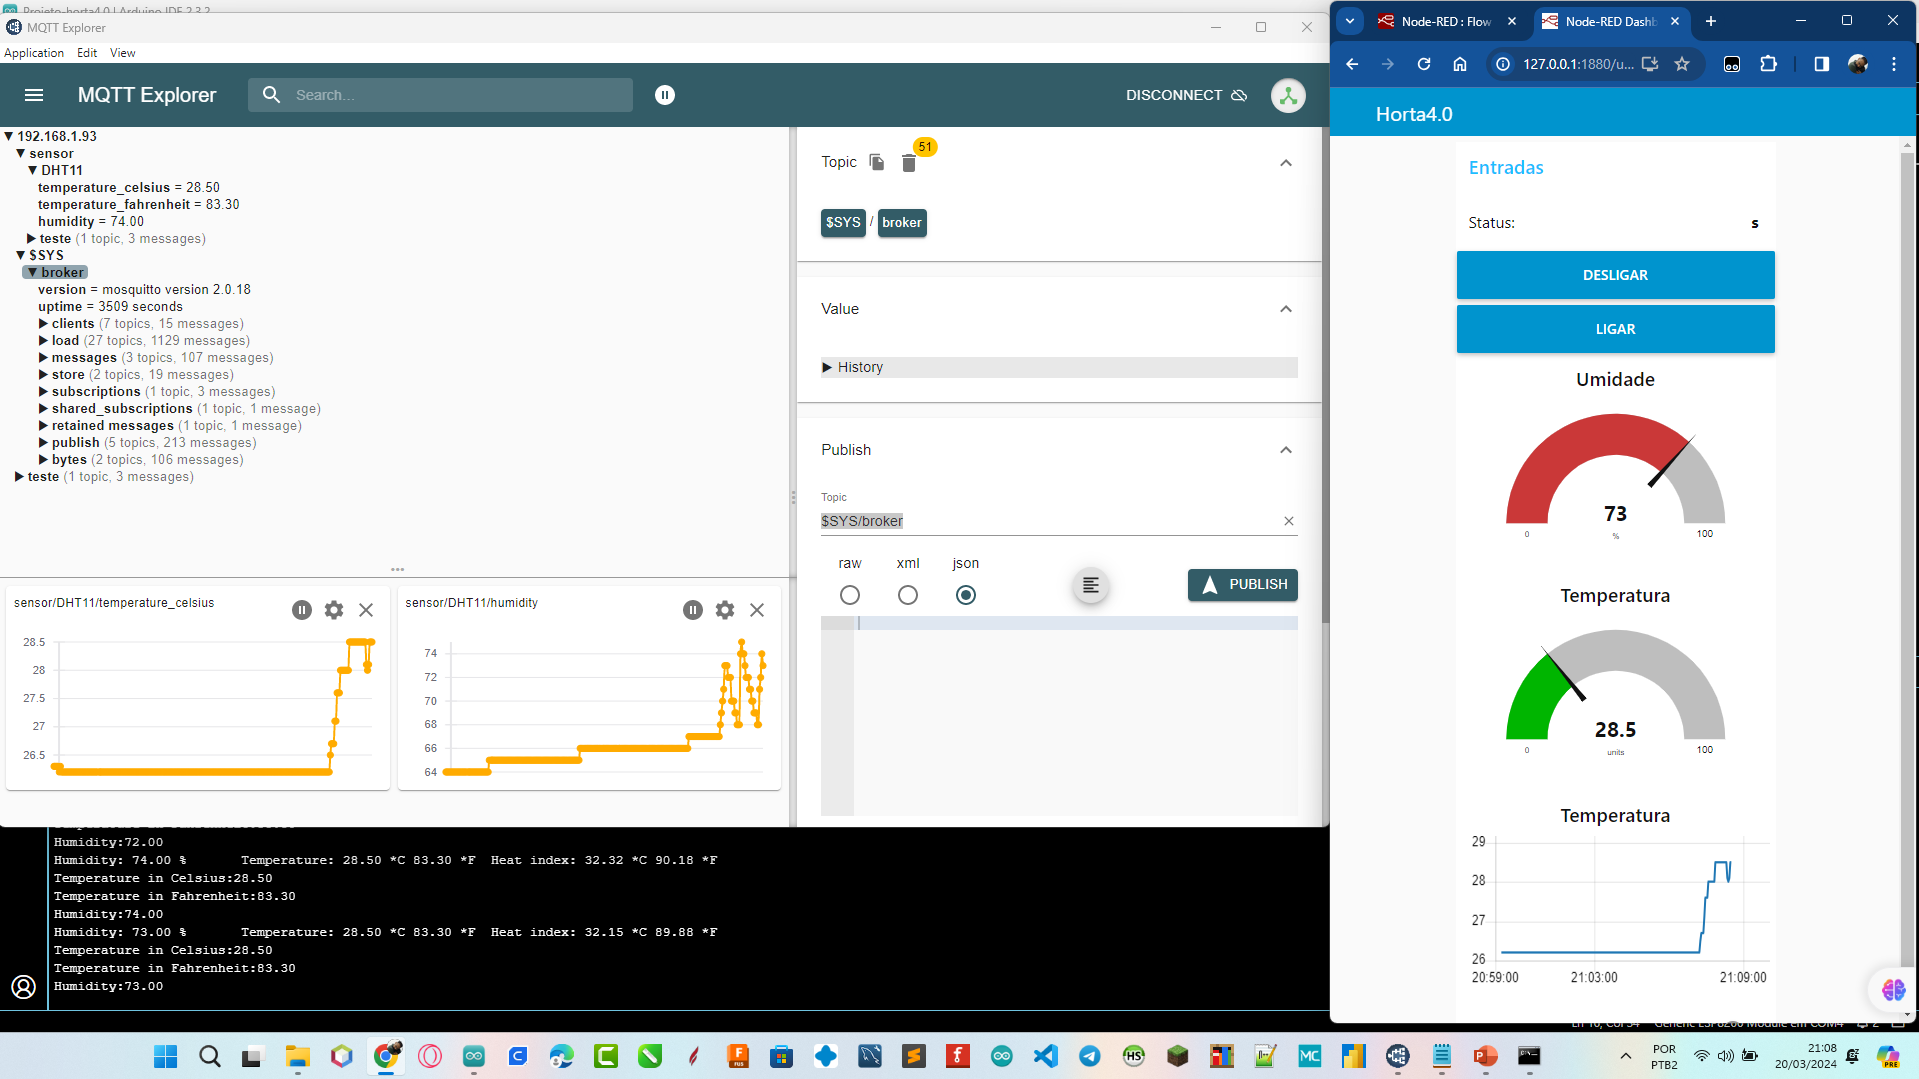 Projeto-horta4.0 | Arduino IDE 2.3.2
MQTT Explorer
Application Edit View
MQTT Explorer
Search...
DISCONNECT
192.168.1.93
sensor
DHT11
temperature_celsius = 28.50
temperature_fahrenheit = 83.30
humidity = 74.00
teste (1 topic, 3 messages)
$SYS
broker
version = mosquitto version 2.0.18
uptime = 3509 seconds
clients (7 topics, 15 messages)
load (27 topics, 1129 messages)
messages (3 topics, 107 messages)
store (2 topics, 19 messages)
subscriptions (1 topic, 3 messages)
shared_subscriptions (1 topic, 1 message)
retained messages (1 topic, 1 message)
publish (5 topics, 213 messages)
bytes (2 topics, 106 messages)
teste (1 topic, 3 messages)
Topic
51
$SYS / broker
Value
History
Publish
Topic
$SYS/broker
raw xml json
PUBLISH
sensor/DHT11/temperature_celsius
28.5
28
27.5
27
26.5
sensor/DHT11/humidity
74
72
70
68
66
64
Humidity:72.00
Humidity: 74.00 % Temperature: 28.50 *C 83.30 *F Heat index: 32.32 *C 90.18 *F
Temperature in Celsius:28.50
Temperature in Fahrenheit:83.30
Humidity:74.00
Humidity: 73.00 % Temperature: 28.50 *C 83.30 *F Heat index: 32.15 *C 89.88 *F
Temperature in Celsius:28.50
Temperature in Fahrenheit:83.30
Humidity:73.00
Node-RED : Flow
Node-RED Dashb
127.0.0.1:1880/u...
Horta4.0
Entradas
Status: s
DESLIGAR
LIGAR
Umidade
73
%
0 100
Temperatura
28.5
units
0 100
Temperatura
29
28
27
26
20:59:00 21:03:00 21:09:00
POR
PTB2
21:08
20/03/2024